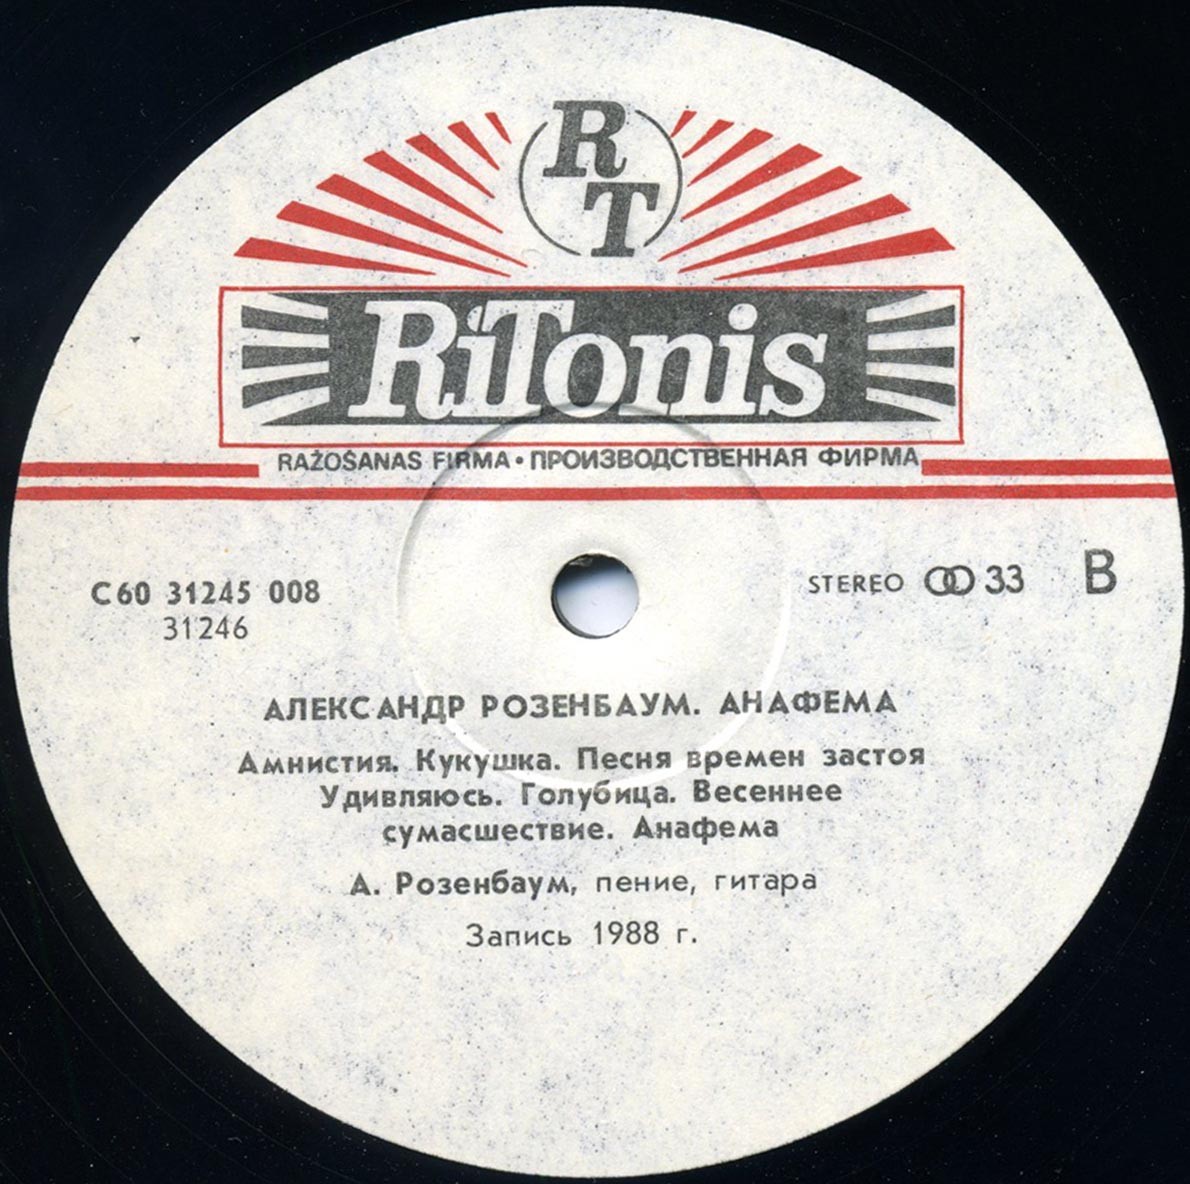 R
T
RiTonis
RAŽOŠANAS FIRMA • ПРОИЗВОДСТВЕННАЯ ФИРМА
С60 31245 008
31246
STEREO 33 B
АЛЕКСАНДР РОЗЕНБАУМ. АНАФЕМА
Амнистия. Кукушка. Песня времен застоя
Удивляюсь. Голубица. Весеннее
сумасшествие. Анафема
А. Розенбаум, пение, гитара
Запись 1988 г.